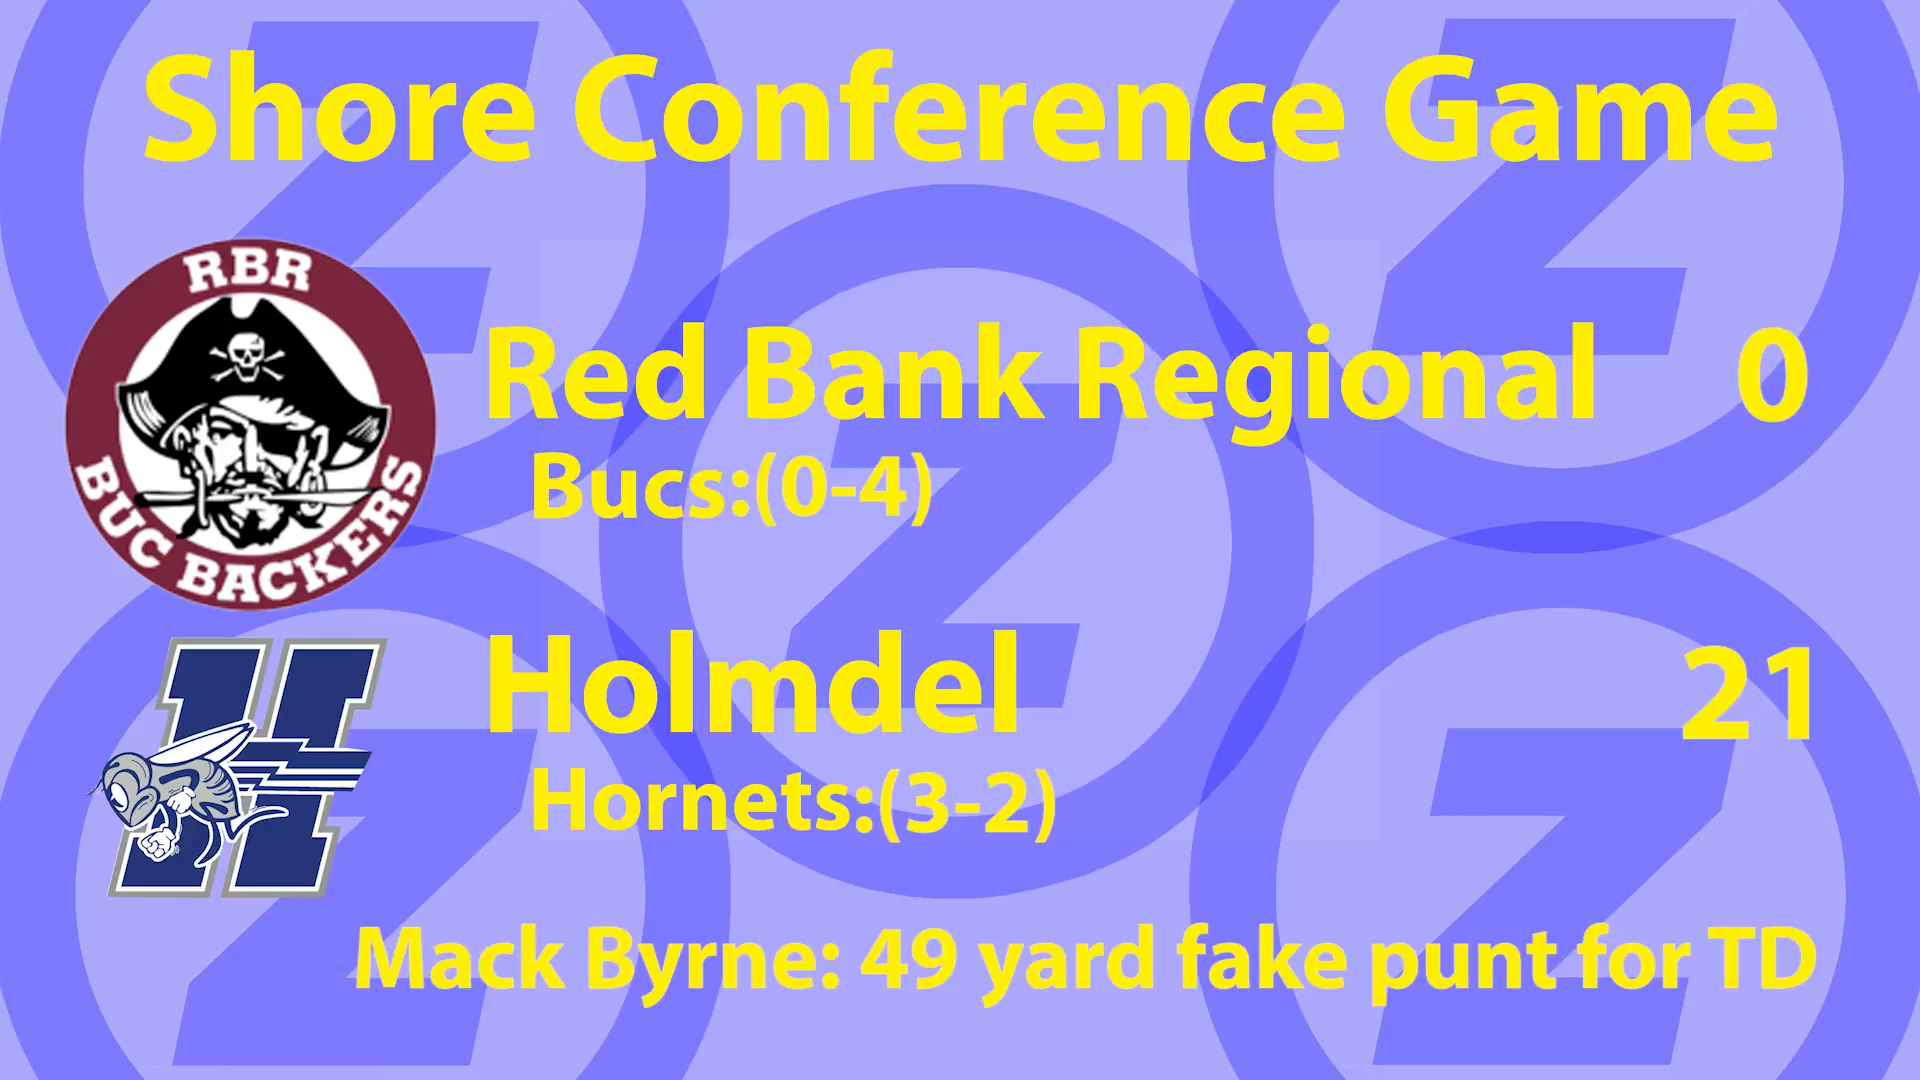 Shore Conference Game
RBR
BUC BACKERS
Red Bank Regional 0
Bucs:(0-4)
H
Holmdel 21
Hornets:(3-2)
Mack Byrne: 49 yard fake punt for TD
Z
Z
Z
Z
Z